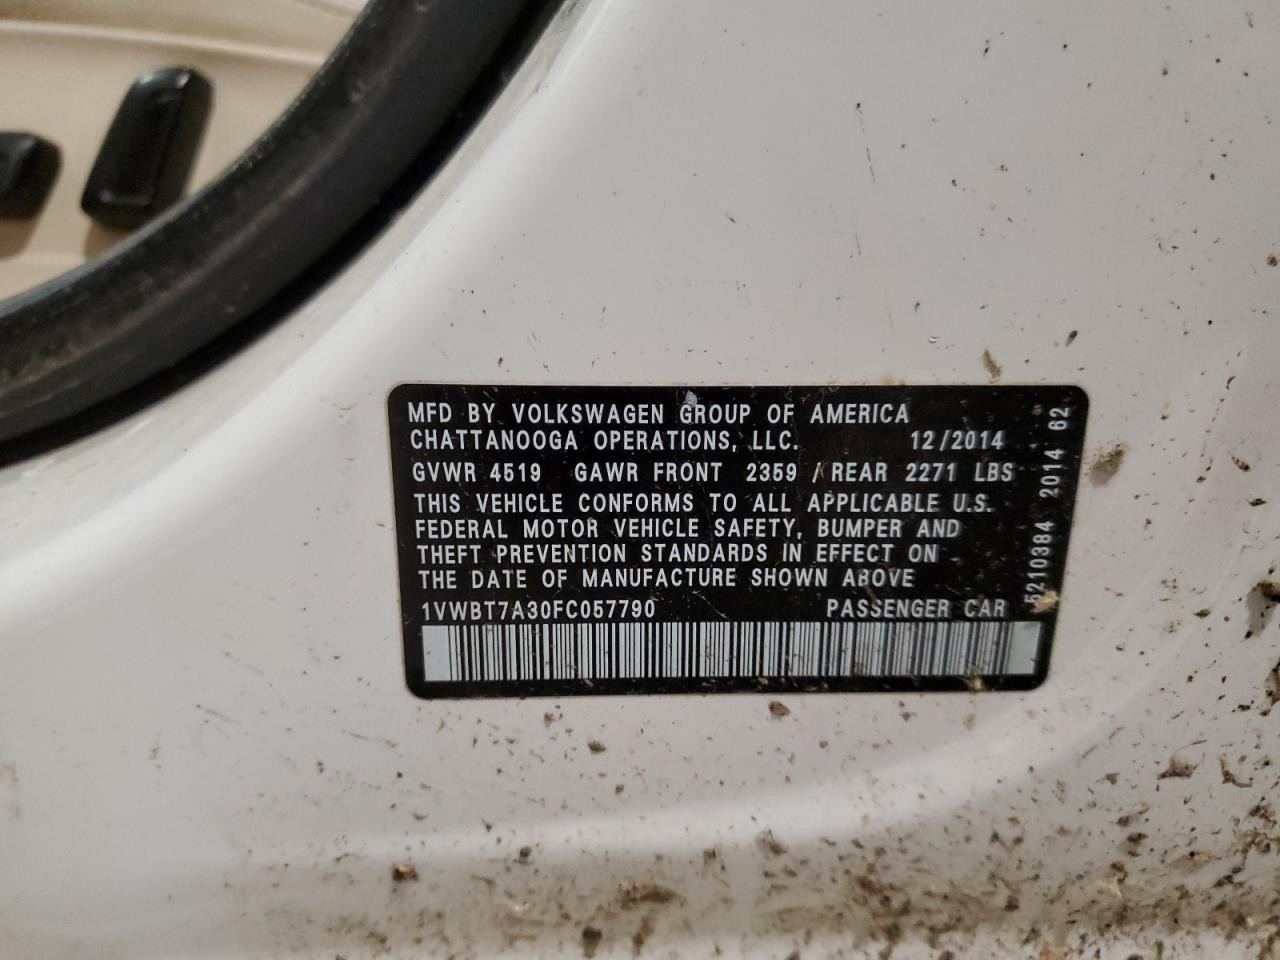 MFD BY VOLKSWAGEN GROUP OF AMERICA
CHATTANOOGA OPERATIONS, LLC. 12/2014
GVWR 4519 GAWR FRONT 2359 / REAR 2271 LBS
THIS VEHICLE CONFORMS TO ALL APPLICABLE U.S.
FEDERAL MOTOR VEHICLE SAFETY, BUMPER AND
THEFT PREVENTION STANDARDS IN EFFECT ON
THE DATE OF MANUFACTURE SHOWN ABOVE
1VWBT7A30FC057790 PASSENGER CAR
5210384 2014 62